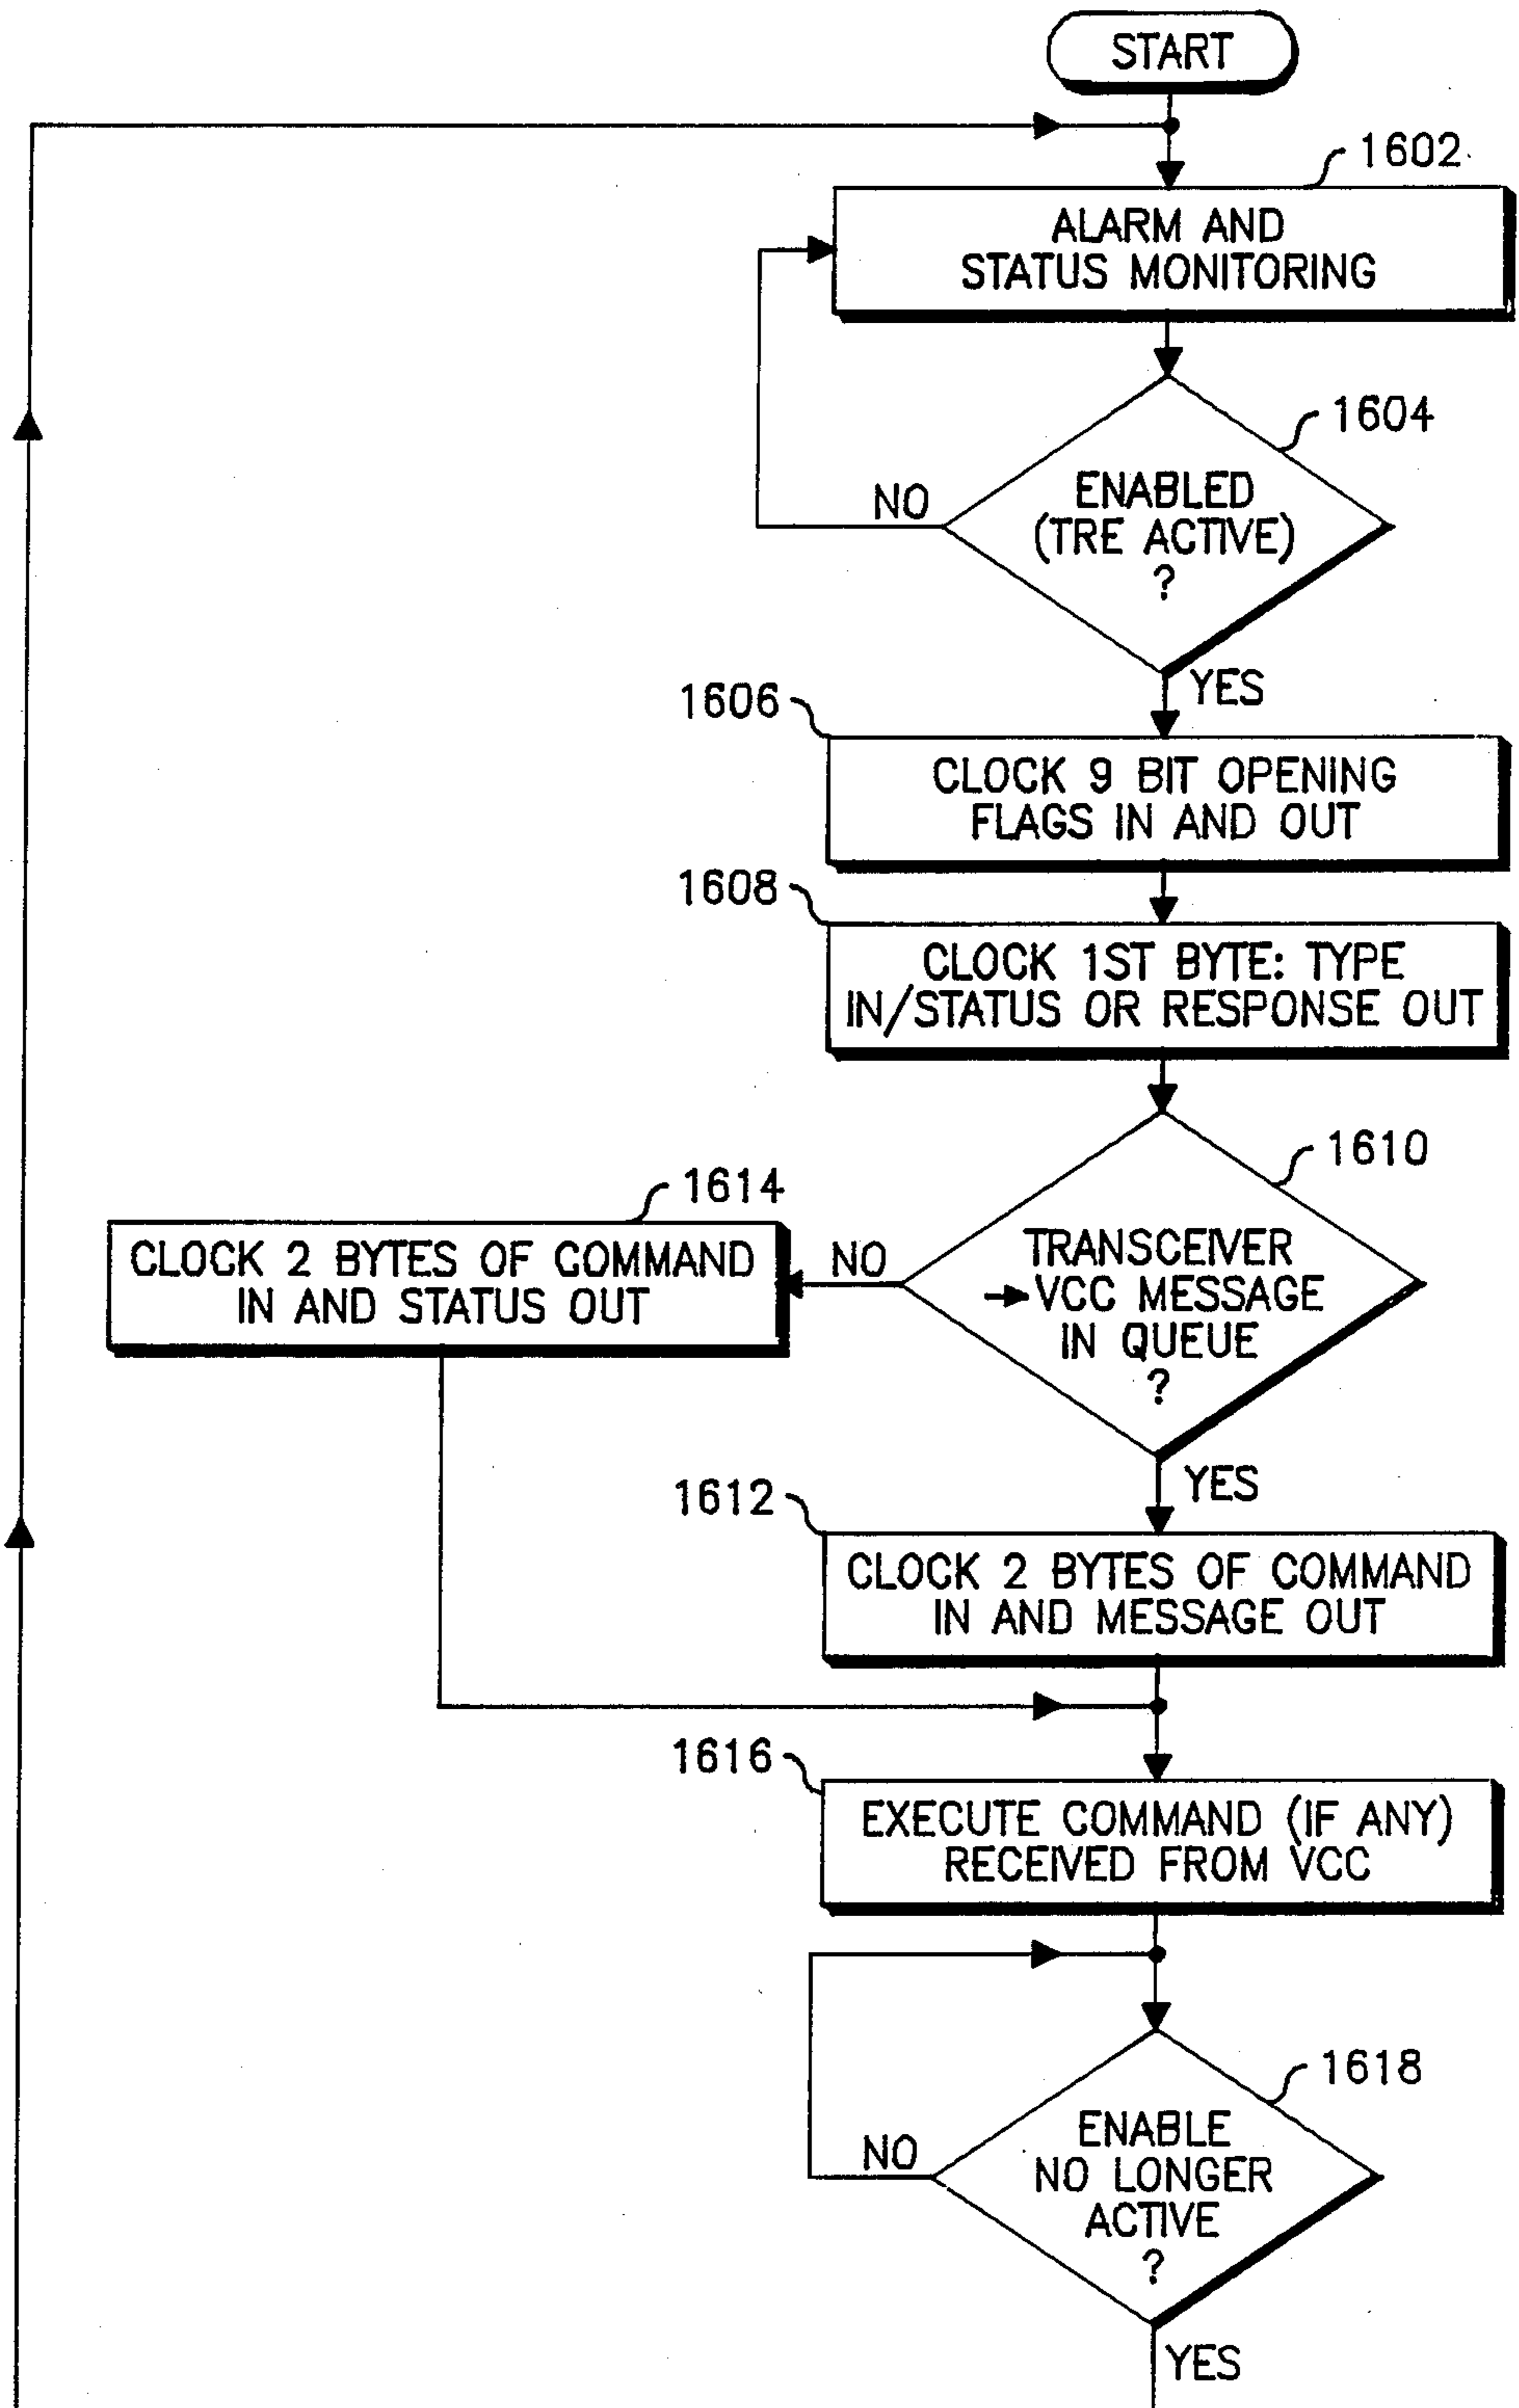 START
1602
ALARM AND
STATUS MONITORING
1604
ENABLED
(TRE ACTIVE)
?
NO
YES
1606
CLOCK 9 BIT OPENING
FLAGS IN AND OUT
1608
CLOCK 1ST BYTE: TYPE
IN/STATUS OR RESPONSE OUT
1610
TRANSCEIVER
→VCC MESSAGE
IN QUEUE
?
NO
1614
CLOCK 2 BYTES OF COMMAND
IN AND STATUS OUT
YES
1612
CLOCK 2 BYTES OF COMMAND
IN AND MESSAGE OUT
1616
EXECUTE COMMAND (IF ANY)
RECEIVED FROM VCC
1618
ENABLE
NO LONGER
ACTIVE
?
NO
YES